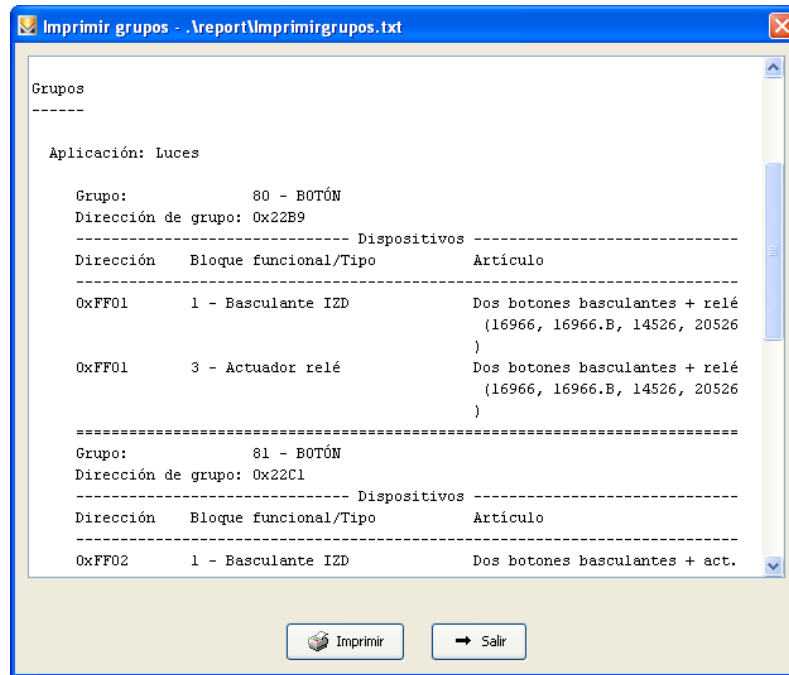 Imprimir grupos - .\report\Imprimirgrupos.txt
Grupos
------
Aplicación: Luces
Grupo: 80 - BOTÓN
Dirección de grupo: 0x22B9
------------------------------- Dispositivos ------------------------------
Dirección Bloque funcional/Tipo Artículo
---------------------------------------------------------------------------
0xFF01 1 - Basculante IZD Dos botones basculantes + relé
(16966, 16966.B, 14526, 20526
)
0xFF01 3 - Actuador relé Dos botones basculantes + relé
(16966, 16966.B, 14526, 20526
)
===========================================================================
Grupo: 81 - BOTÓN
Dirección de grupo: 0x22C1
------------------------------- Dispositivos ------------------------------
Dirección Bloque funcional/Tipo Artículo
---------------------------------------------------------------------------
0xFF02 1 - Basculante IZD Dos botones basculantes + act.
Imprimir Salir